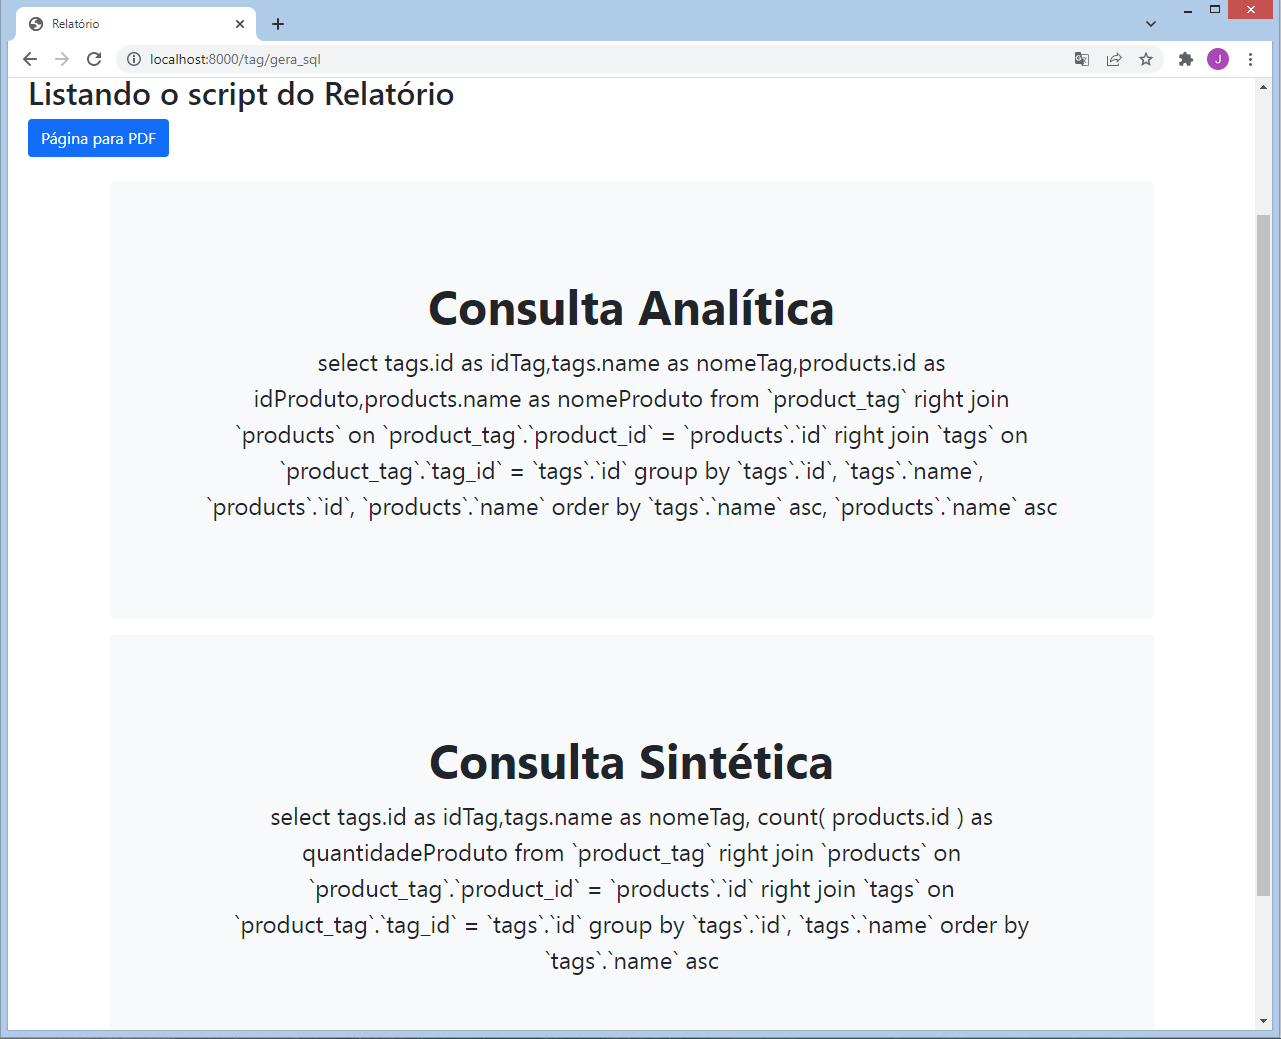 Relatório
localhost:8000/tag/gera_sql
J
Listando o script do Relatório
Página para PDF
Consulta Analítica
select tags.id as idTag,tags.name as nomeTag,products.id as
idProduto,products.name as nomeProduto from `product_tag` right join
`products` on `product_tag`.`product_id` = `products`.`id` right join `tags` on
`product_tag`.`tag_id` = `tags`.`id` group by `tags`.`id`, `tags`.`name`,
`products`.`id`, `products`.`name` order by `tags`.`name` asc, `products`.`name` asc
Consulta Sintética
select tags.id as idTag,tags.name as nomeTag, count( products.id ) as
quantidadeProduto from `product_tag` right join `products` on
`product_tag`.`product_id` = `products`.`id` right join `tags` on
`product_tag`.`tag_id` = `tags`.`id` group by `tags`.`id`, `tags`.`name` order by
`tags`.`name` asc